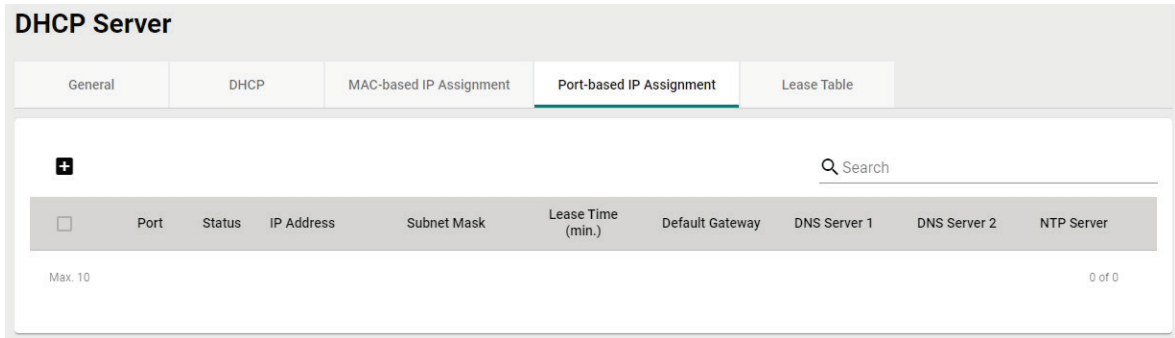 DHCP Server
General DHCP MAC-based IP Assignment Port-based IP Assignment Lease Table
Search
Port Status IP Address Subnet Mask Lease Time (min.) Default Gateway DNS Server 1 DNS Server 2 NTP Server
Max. 10 0 of 0